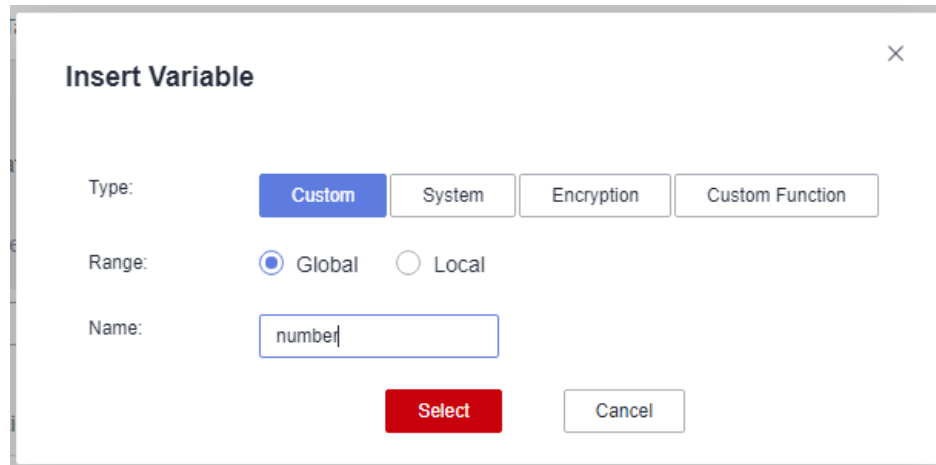 Insert Variable
Type: Custom System Encryption Custom Function
Range: Global Local
Name: number
Select Cancel